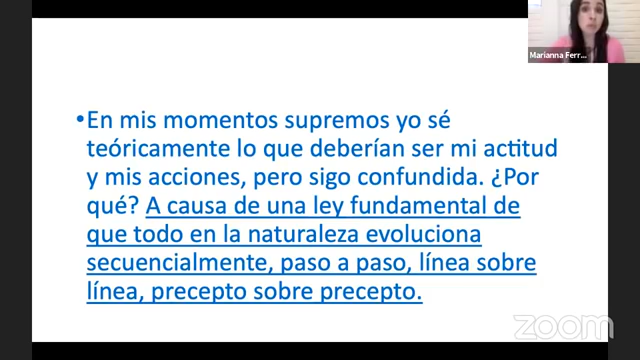 Marianna Ferr...
•En mis momentos supremos yo sé
teóricamente lo que deberían ser mi actitud
y mis acciones, pero sigo confundida. ¿Por
qué? A causa de una ley fundamental de
que todo en la naturaleza evoluciona
secuencialmente, paso a paso, línea sobre
línea, precepto sobre precepto.
zoom